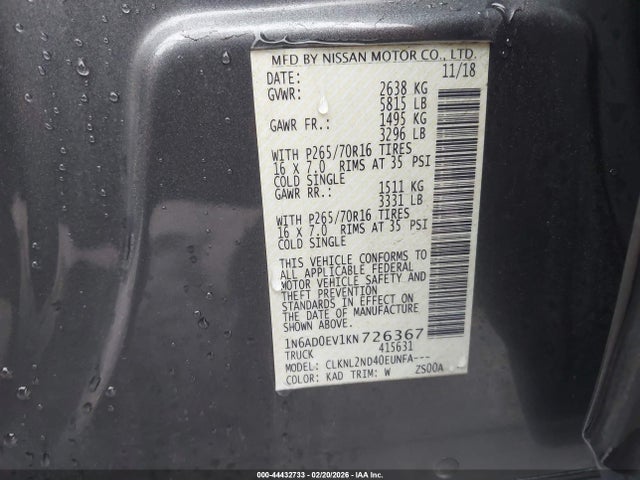 MFD BY NISSAN MOTOR CO., LTD.
DATE: 11/18
GVWR: 2638 KG
5815 LB
GAWR FR.: 1495 KG
3296 LB
WITH P265/70R16 TIRES
16 X 7.0 RIMS AT 35 PSI
COLD SINGLE
GAWR RR.: 1511 KG
3331 LB
WITH P265/70R16 TIRES
16 X 7.0 RIMS AT 35 PSI
COLD SINGLE
THIS VEHICLE CONFORMS TO
ALL APPLICABLE FEDERAL
MOTOR VEHICLE SAFETY AND
THEFT PREVENTION
STANDARDS IN EFFECT ON
THE DATE OF MANUFACTURE
SHOWN ABOVE.
1N6AD0EV1KN726367
TRUCK 415631
MODEL: CLKNL2ND40EUNFA---
COLOR: KAD TRIM: W ZS00A
000-44432733 - 02/20/2026 - IAA Inc.